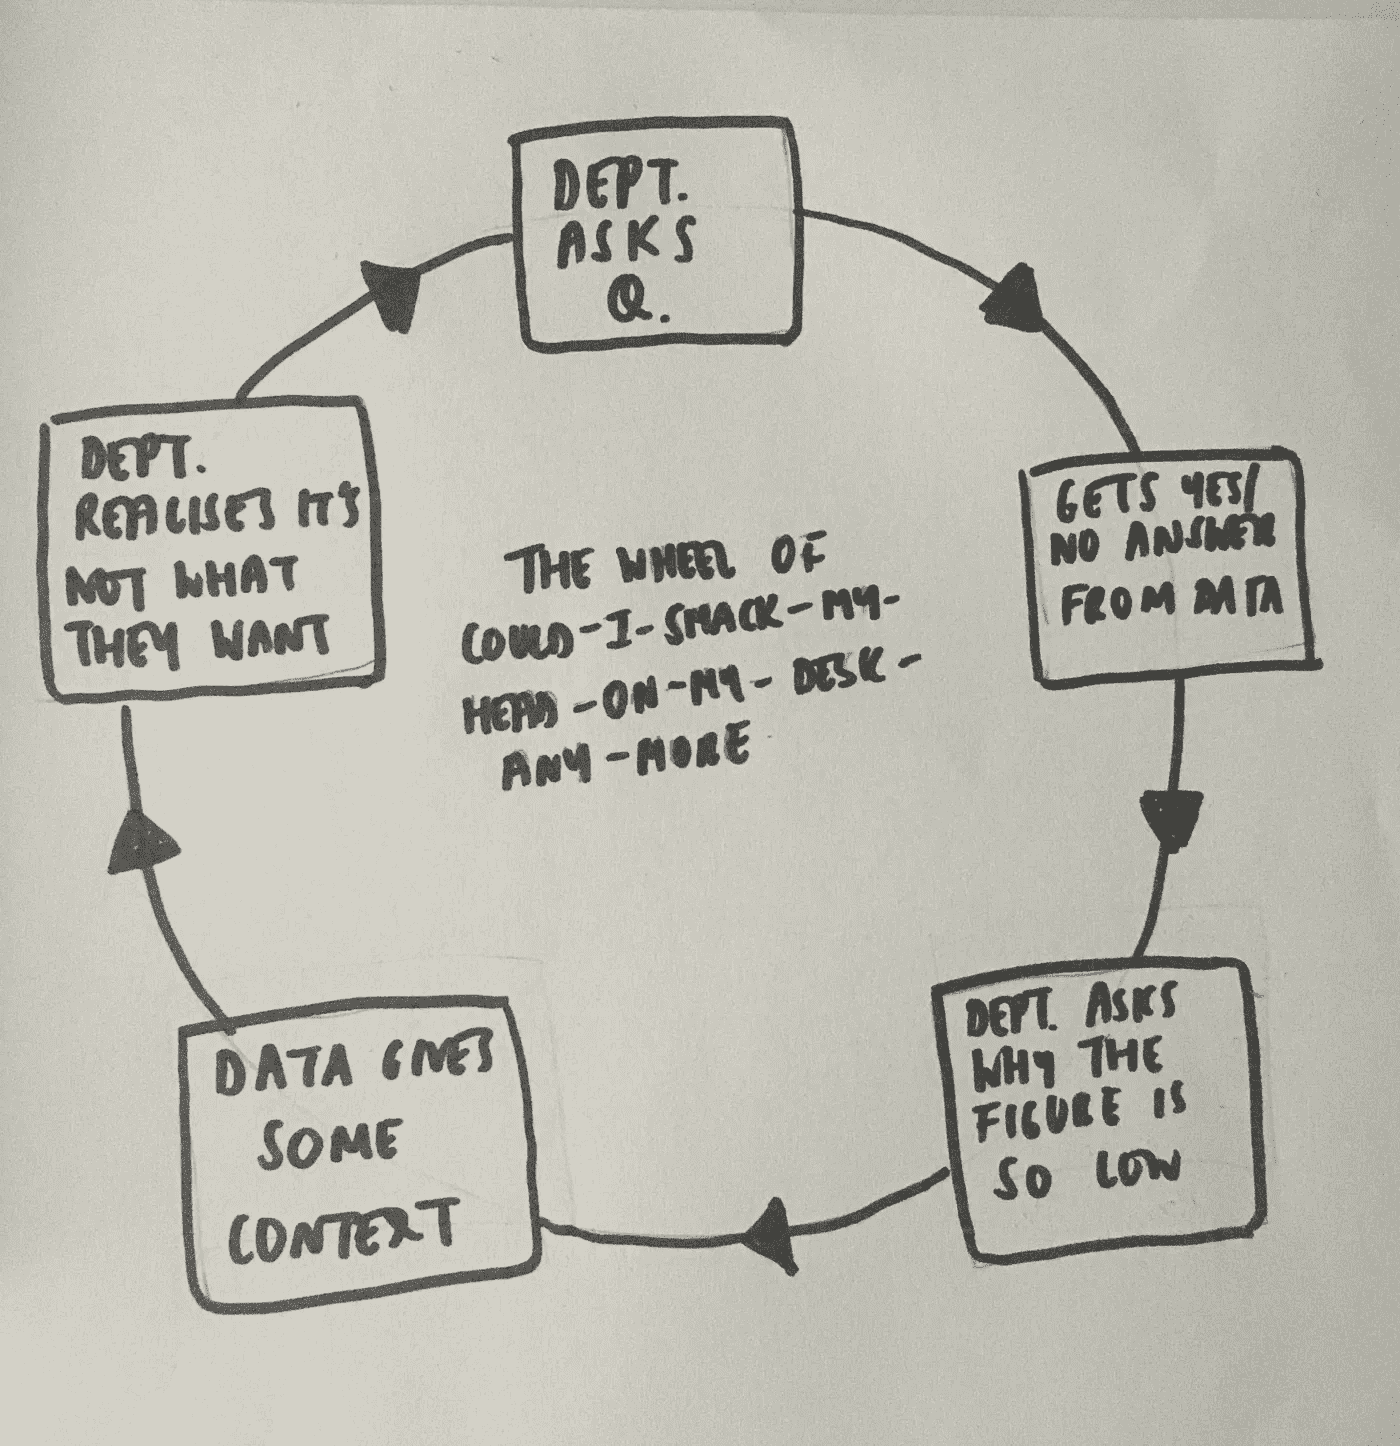 DEPT.
ASKS
Q.
GETS YES/
NO ANSWER
FROM DATA
DEPT. ASKS
WHY THE
FIGURE IS
SO LOW
DATA GIVES
SOME
CONTEXT
DEPT.
REALISES IT'S
NOT WHAT
THEY WANT
THE WHEEL OF
COULD-I-SMACK-MY-
HEAD-ON-MY-DESK-
ANY-MORE